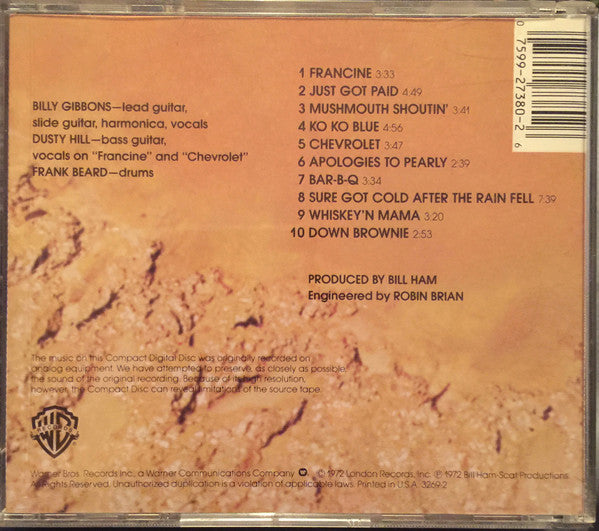 0 7599-27380-2 6
BILLY GIBBONS—lead guitar,
slide guitar, harmonica, vocals
DUSTY HILL—bass guitar,
vocals on "Francine" and "Chevrolet"
FRANK BEARD—drums
1 FRANCINE 3:33
2 JUST GOT PAID 4:49
3 MUSHMOUTH SHOUTIN' 3:41
4 KO KO BLUE 4:56
5 CHEVROLET 3:47
6 APOLOGIES TO PEARLY 2:39
7 BAR-B-Q 3:34
8 SURE GOT COLD AFTER THE RAIN FELL 7:39
9 WHISKEY'N MAMA 3:20
10 DOWN BROWNIE 2:53
PRODUCED BY BILL HAM
Engineered by ROBIN BRIAN
The music on this Compact Digital Disc was originally recorded on
analog equipment. We have attempted to preserve, as closely as possible,
the sound of the original recording. Because of its high resolution,
however, the Compact Disc can reveal limitations of the source tape.
Warner Bros. Records Inc., a Warner Communications Company © 1972 London Records, Inc. ℗ 1972 Bill Ham-Scat Productions.
All Rights Reserved. Unauthorized duplication is a violation of applicable laws. Printed in U.S.A. 3269-2